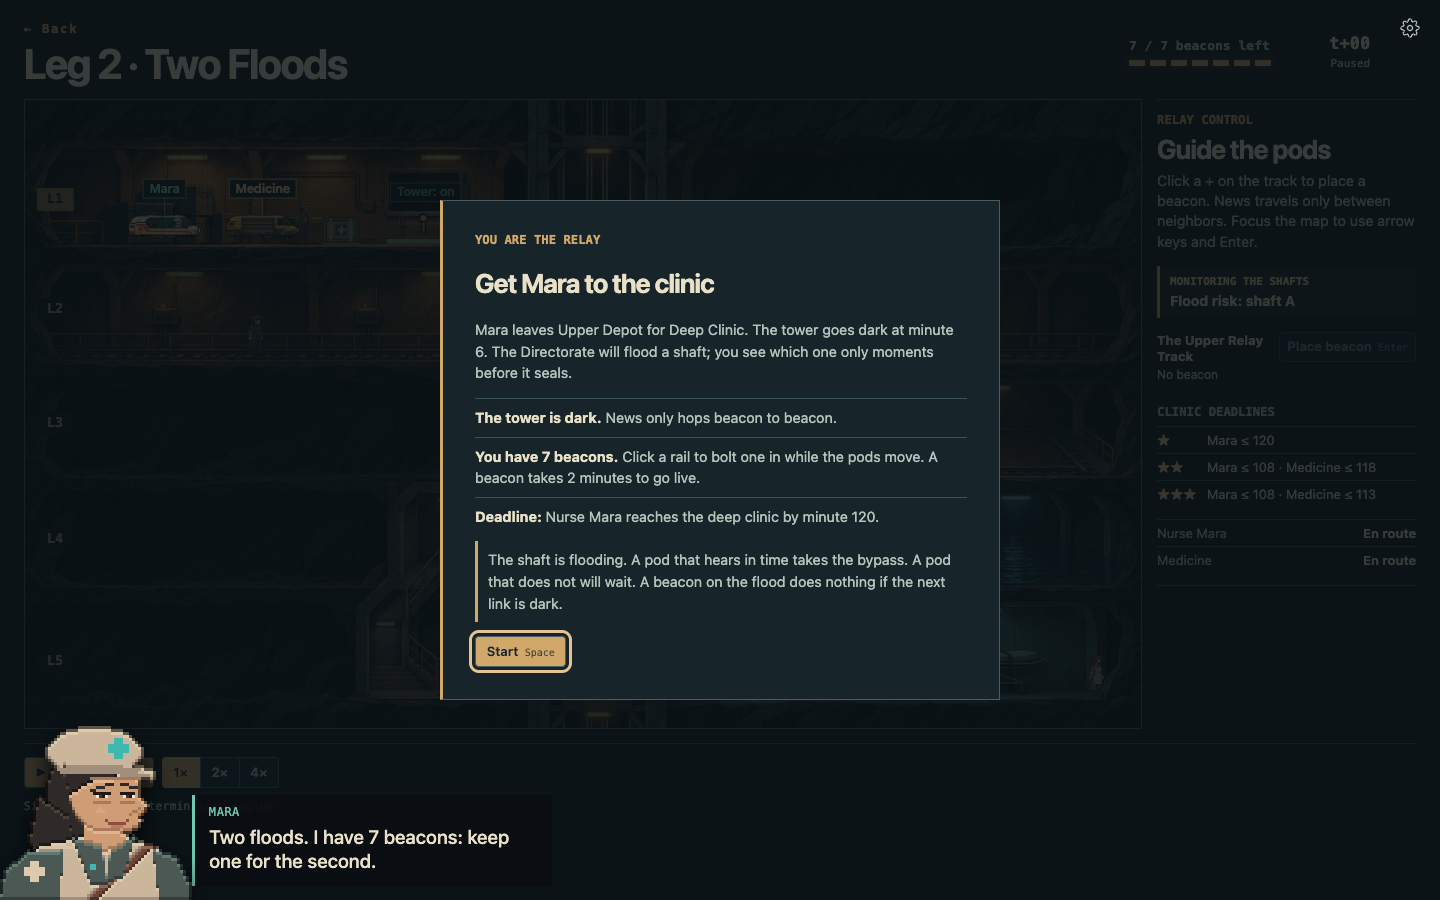 ← Back
Leg 2 · Two Floods
7 / 7 beacons left
t+00
Paused
L1
Mara
Medicine
Tower: on
L2
L3
L4
L5
YOU ARE THE RELAY
Get Mara to the clinic
Mara leaves Upper Depot for Deep Clinic. The tower goes dark at minute
6. The Directorate will flood a shaft; you see which one only moments
before it seals.
The tower is dark. News only hops beacon to beacon.
You have 7 beacons. Click a rail to bolt one in while the pods move. A
beacon takes 2 minutes to go live.
Deadline: Nurse Mara reaches the deep clinic by minute 120.
The shaft is flooding. A pod that hears in time takes the bypass. A pod
that does not will wait. A beacon on the flood does nothing if the next
link is dark.
Start Space
RELAY CONTROL
Guide the pods
Click a + on the track to place a
beacon. News travels only between
neighbors. Focus the map to use arrow
keys and Enter.
MONITORING THE SHAFTS
Flood risk: shaft A
The Upper Relay
Track
No beacon
Place beacon Enter
CLINIC DEADLINES
★ Mara ≤ 120
★★ Mara ≤ 108 · Medicine ≤ 118
★★★ Mara ≤ 108 · Medicine ≤ 113
Nurse Mara En route
Medicine En route
1× 2× 4×
MARA
Two floods. I have 7 beacons: keep
one for the second.